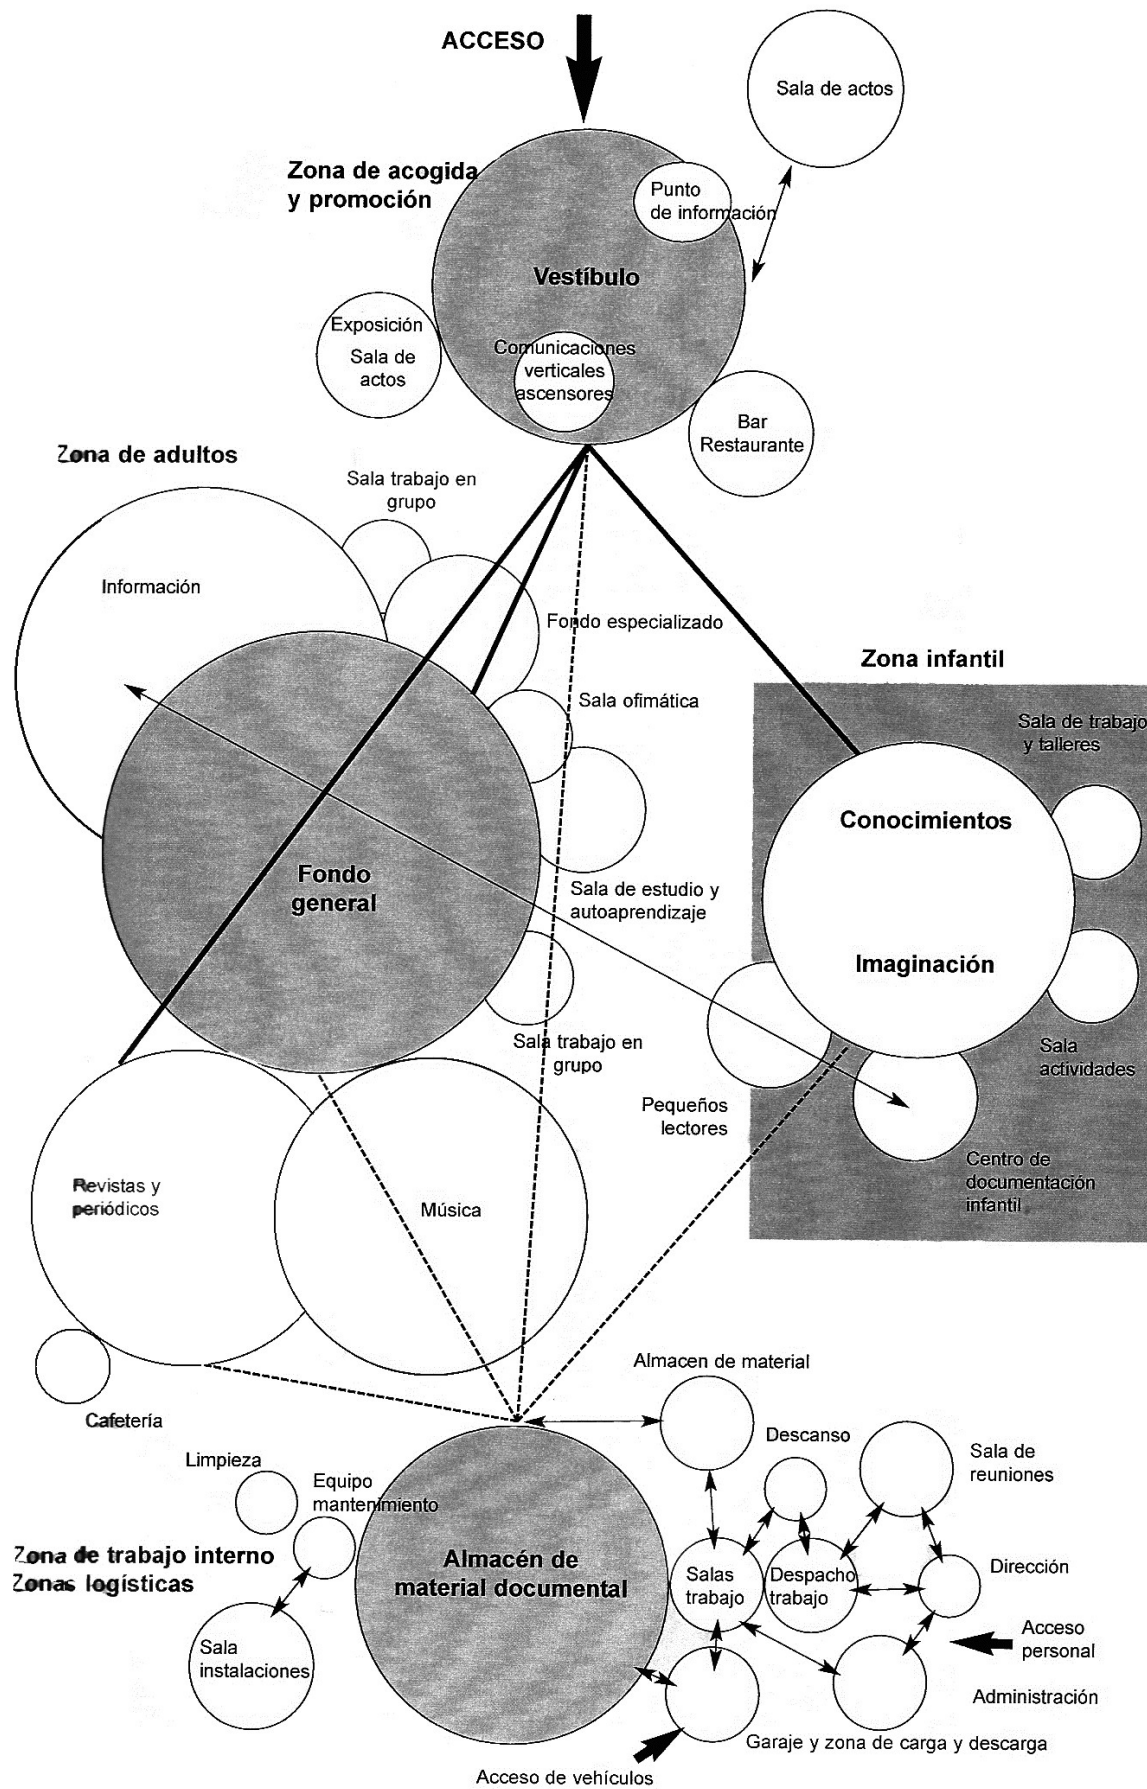 ACCESO
Sala de actos
Zona de acogida
y promoción
Punto
de información
Vestíbulo
Exposición
Sala de
actos
Comunicaciones
verticales
ascensores
Bar
Restaurante
Zona de adultos
Sala trabajo en
grupo
Información
Fondo especializado
Zona infantil
Sala ofimática
Sala de trabajo
y talleres
Conocimientos
Fondo
general
Sala de estudio y
autoaprendizaje
Imaginación
Sala trabajo en
grupo
Sala
actividades
Pequeños
lectores
Centro de
documentación
infantil
Revistas y
periódicos
Música
Cafetería
Almacen de material
Limpieza
Equipo
mantenimiento
Descanso
Sala de
reuniones
Zona de trabajo interno
Zonas logísticas
Almacén de
material documental
Salas
trabajo
Despacho
trabajo
Dirección
Acceso
personal
Sala
instalaciones
Administración
Garaje y zona de carga y descarga
Acceso de vehículos